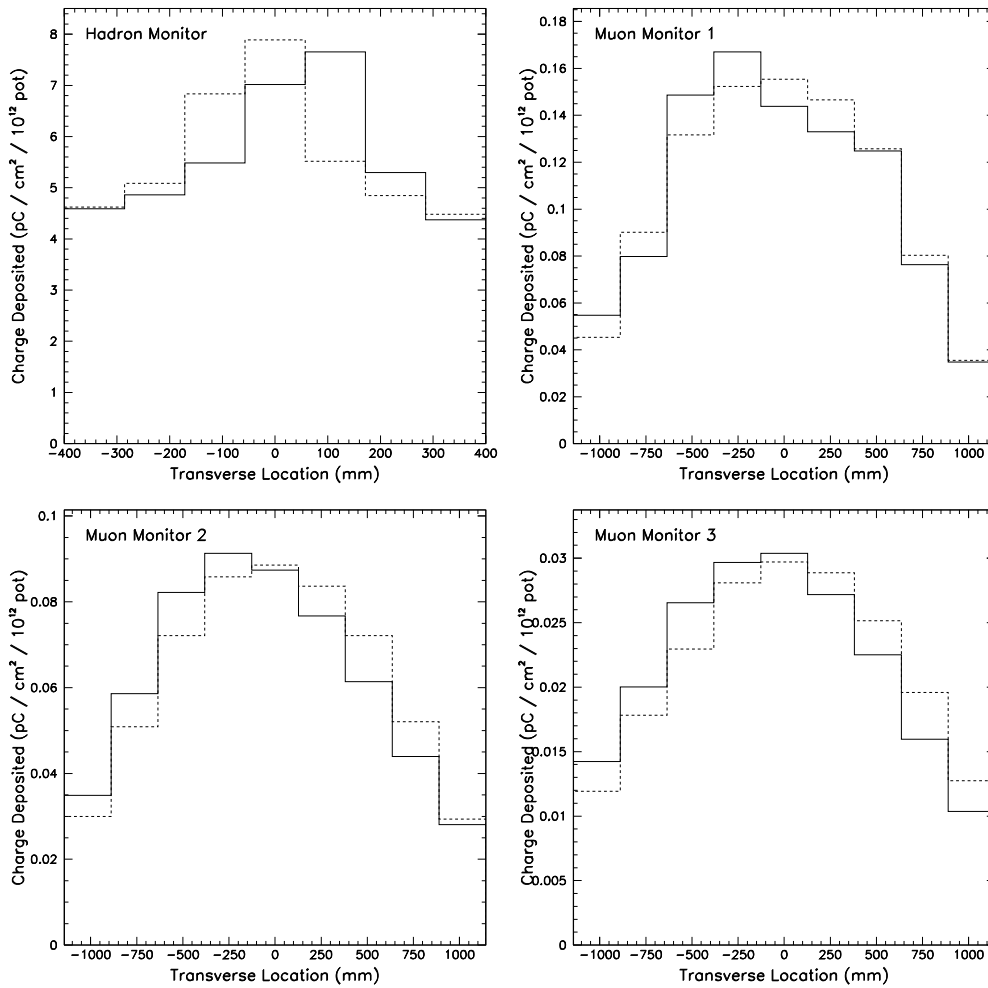 Hadron Monitor
Charge Deposited (pC / cm² / 10¹² pot)
8
7
6
5
4
3
2
1
0
−400 −300 −200 −100 0 100 200 300 400
Transverse Location (mm)
Muon Monitor 1
Charge Deposited (pC / cm² / 10¹² pot)
0.18
0.16
0.14
0.12
0.1
0.08
0.06
0.04
0.02
0
−1000 −750 −500 −250 0 250 500 750 1000
Transverse Location (mm)
Muon Monitor 2
Charge Deposited (pC / cm² / 10¹² pot)
0.1
0.08
0.06
0.04
0.02
0
−1000 −750 −500 −250 0 250 500 750 1000
Transverse Location (mm)
Muon Monitor 3
Charge Deposited (pC / cm² / 10¹² pot)
0.03
0.025
0.02
0.015
0.01
0.005
0
−1000 −750 −500 −250 0 250 500 750 1000
Transverse Location (mm)